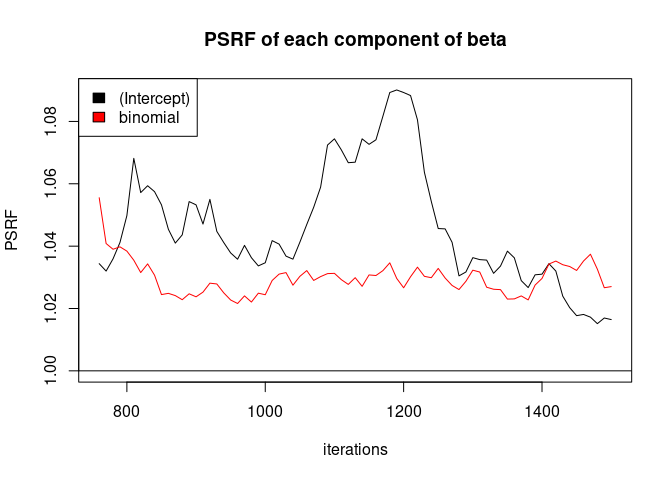 PSRF of each component of beta
(Intercept)
binomial
PSRF
1.08
1.06
1.04
1.02
1.00
800 1000 1200 1400
iterations